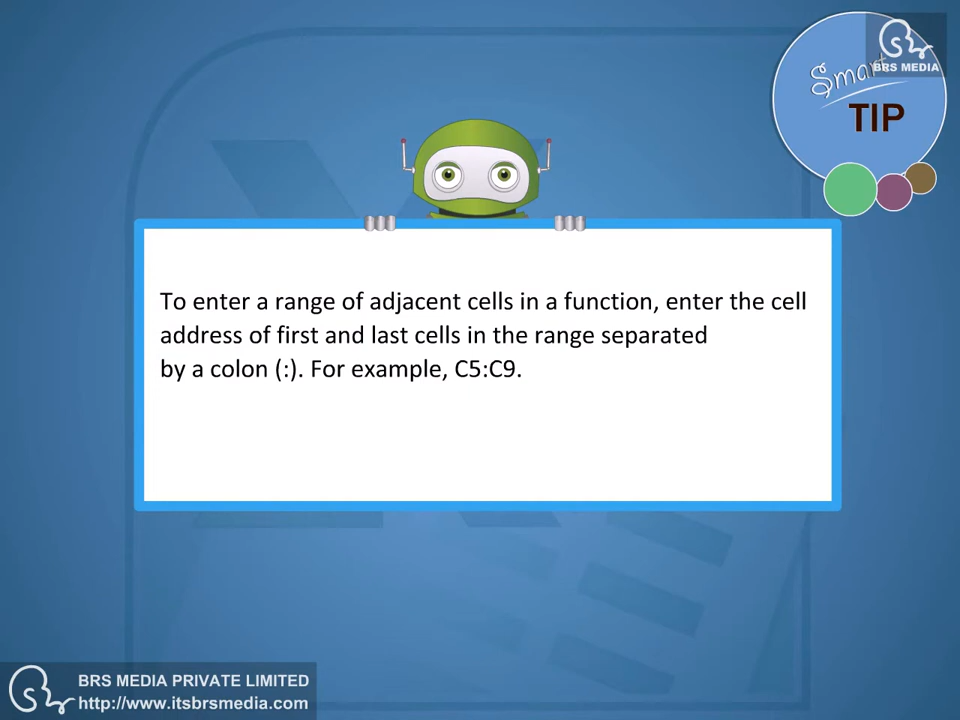 BRS MEDIA
Smart
TIP
To enter a range of adjacent cells in a function, enter the cell
address of first and last cells in the range separated
by a colon (:). For example, C5:C9.
BRS MEDIA PRIVATE LIMITED
http://www.itsbrsmedia.com